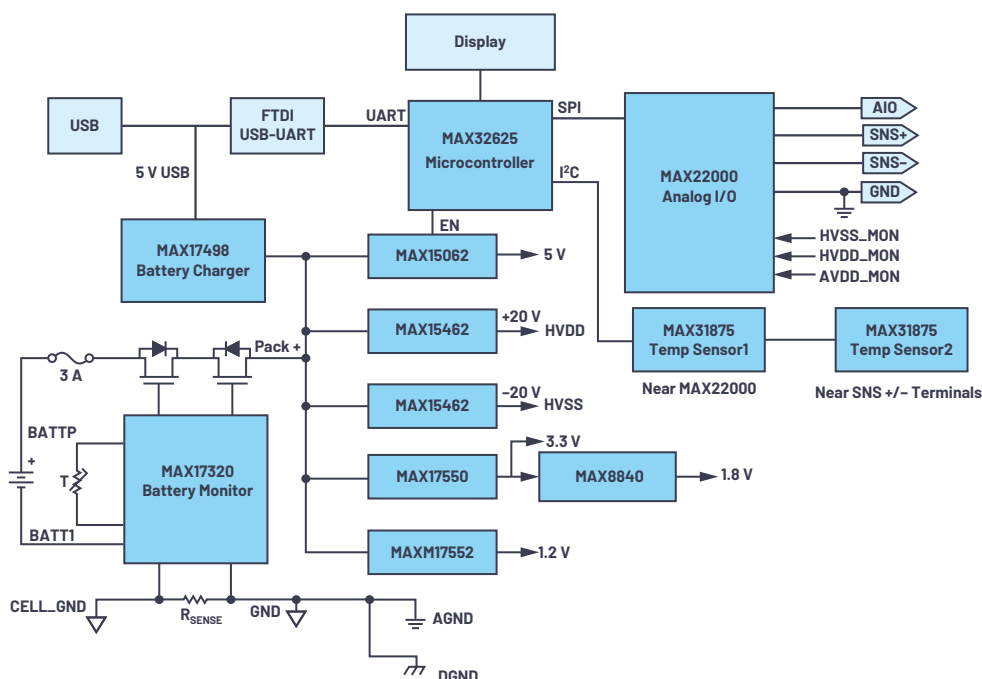 Display
USB
FTDI
USB-UART
UART
MAX32625
Microcontroller
SPI
I²C
EN
MAX22000
Analog I/O
AIO
SNS+
SNS–
GND
HVSS_MON
HVDD_MON
AVDD_MON
5 V USB
MAX17498
Battery Charger
MAX15062
5 V
MAX15462
+20 V
HVDD
MAX31875
Temp Sensor1
Near MAX22000
MAX31875
Temp Sensor2
Near SNS +/– Terminals
3 A
Pack +
MAX15462
–20 V
HVSS
BATTP
+
T
BATT1
MAX17320
Battery Monitor
MAX17550
3.3 V
MAX8840
1.8 V
MAXM17552
1.2 V
CELL_GND
RSENSE
GND
AGND
DGND